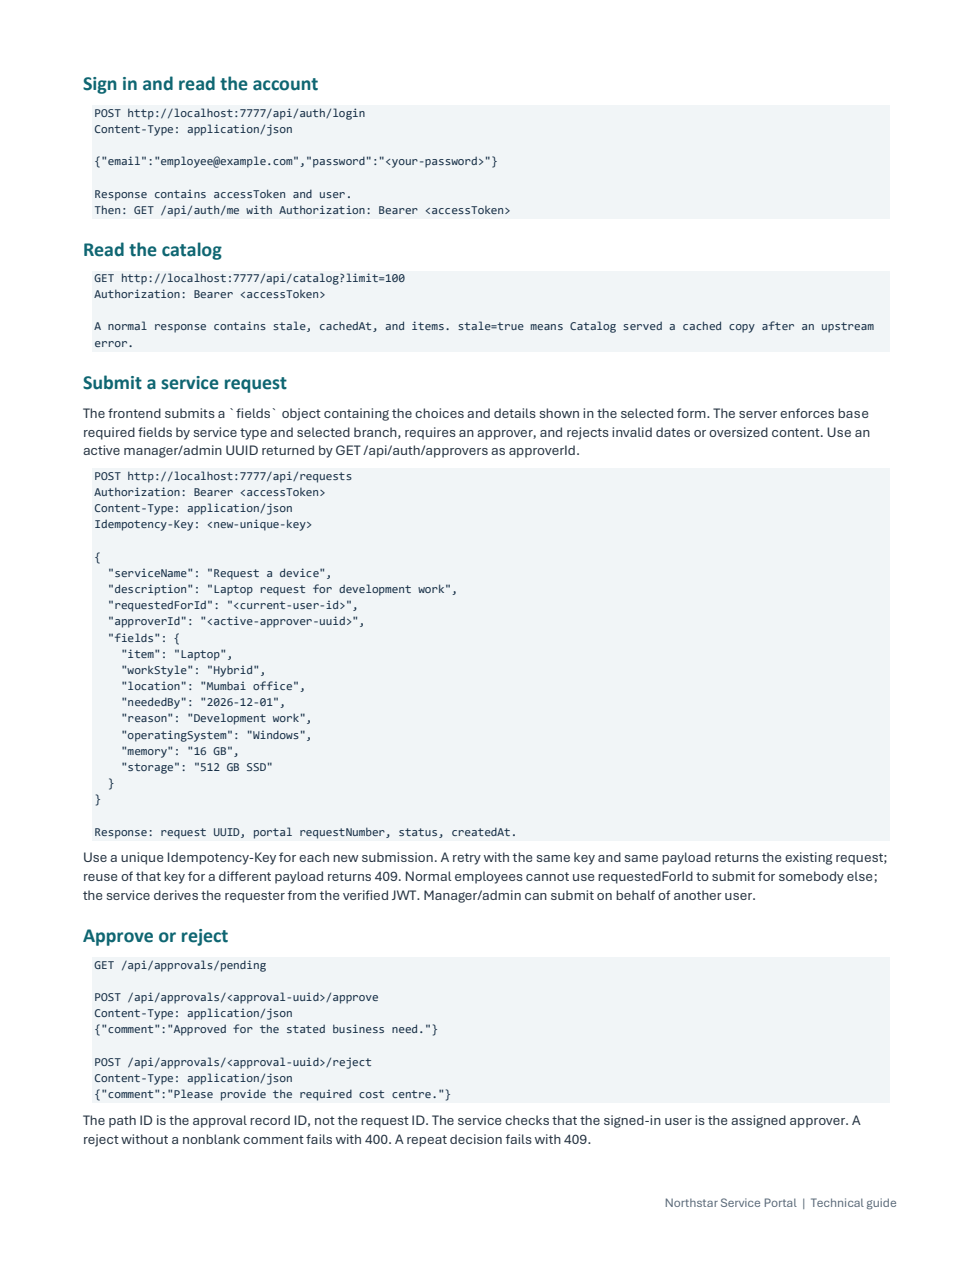 Sign in and read the account
POST http://localhost:7777/api/auth/login
Content-Type: application/json
{"email":"employee@example.com","password":"<your-password>"}
Response contains accessToken and user.
Then: GET /api/auth/me with Authorization: Bearer <accessToken>
Read the catalog
GET http://localhost:7777/api/catalog?limit=100
Authorization: Bearer <accessToken>
A normal response contains stale, cachedAt, and items. stale=true means Catalog served a cached copy after an upstream
error.
Submit a service request
The frontend submits a `fields` object containing the choices and details shown in the selected form. The server enforces base
required fields by service type and selected branch, requires an approver, and rejects invalid dates or oversized content. Use an
active manager/admin UUID returned by GET /api/auth/approvers as approverId.
POST http://localhost:7777/api/requests
Authorization: Bearer <accessToken>
Content-Type: application/json
Idempotency-Key: <new-unique-key>
{
  "serviceName": "Request a device",
  "description": "Laptop request for development work",
  "requestedForId": "<current-user-id>",
  "approverId": "<active-approver-uuid>",
  "fields": {
    "item": "Laptop",
    "workStyle": "Hybrid",
    "location": "Mumbai office",
    "neededBy": "2026-12-01",
    "reason": "Development work",
    "operatingSystem": "Windows",
    "memory": "16 GB",
    "storage": "512 GB SSD"
  }
}
Response: request UUID, portal requestNumber, status, createdAt.
Use a unique Idempotency-Key for each new submission. A retry with the same key and same payload returns the existing request;
reuse of that key for a different payload returns 409. Normal employees cannot use requestedForId to submit for somebody else;
the service derives the requester from the verified JWT. Manager/admin can submit on behalf of another user.
Approve or reject
GET /api/approvals/pending
POST /api/approvals/<approval-uuid>/approve
Content-Type: application/json
{"comment":"Approved for the stated business need."}
POST /api/approvals/<approval-uuid>/reject
Content-Type: application/json
{"comment":"Please provide the required cost centre."}
The path ID is the approval record ID, not the request ID. The service checks that the signed-in user is the assigned approver. A
reject without a nonblank comment fails with 400. A repeat decision fails with 409.
Northstar Service Portal | Technical guide